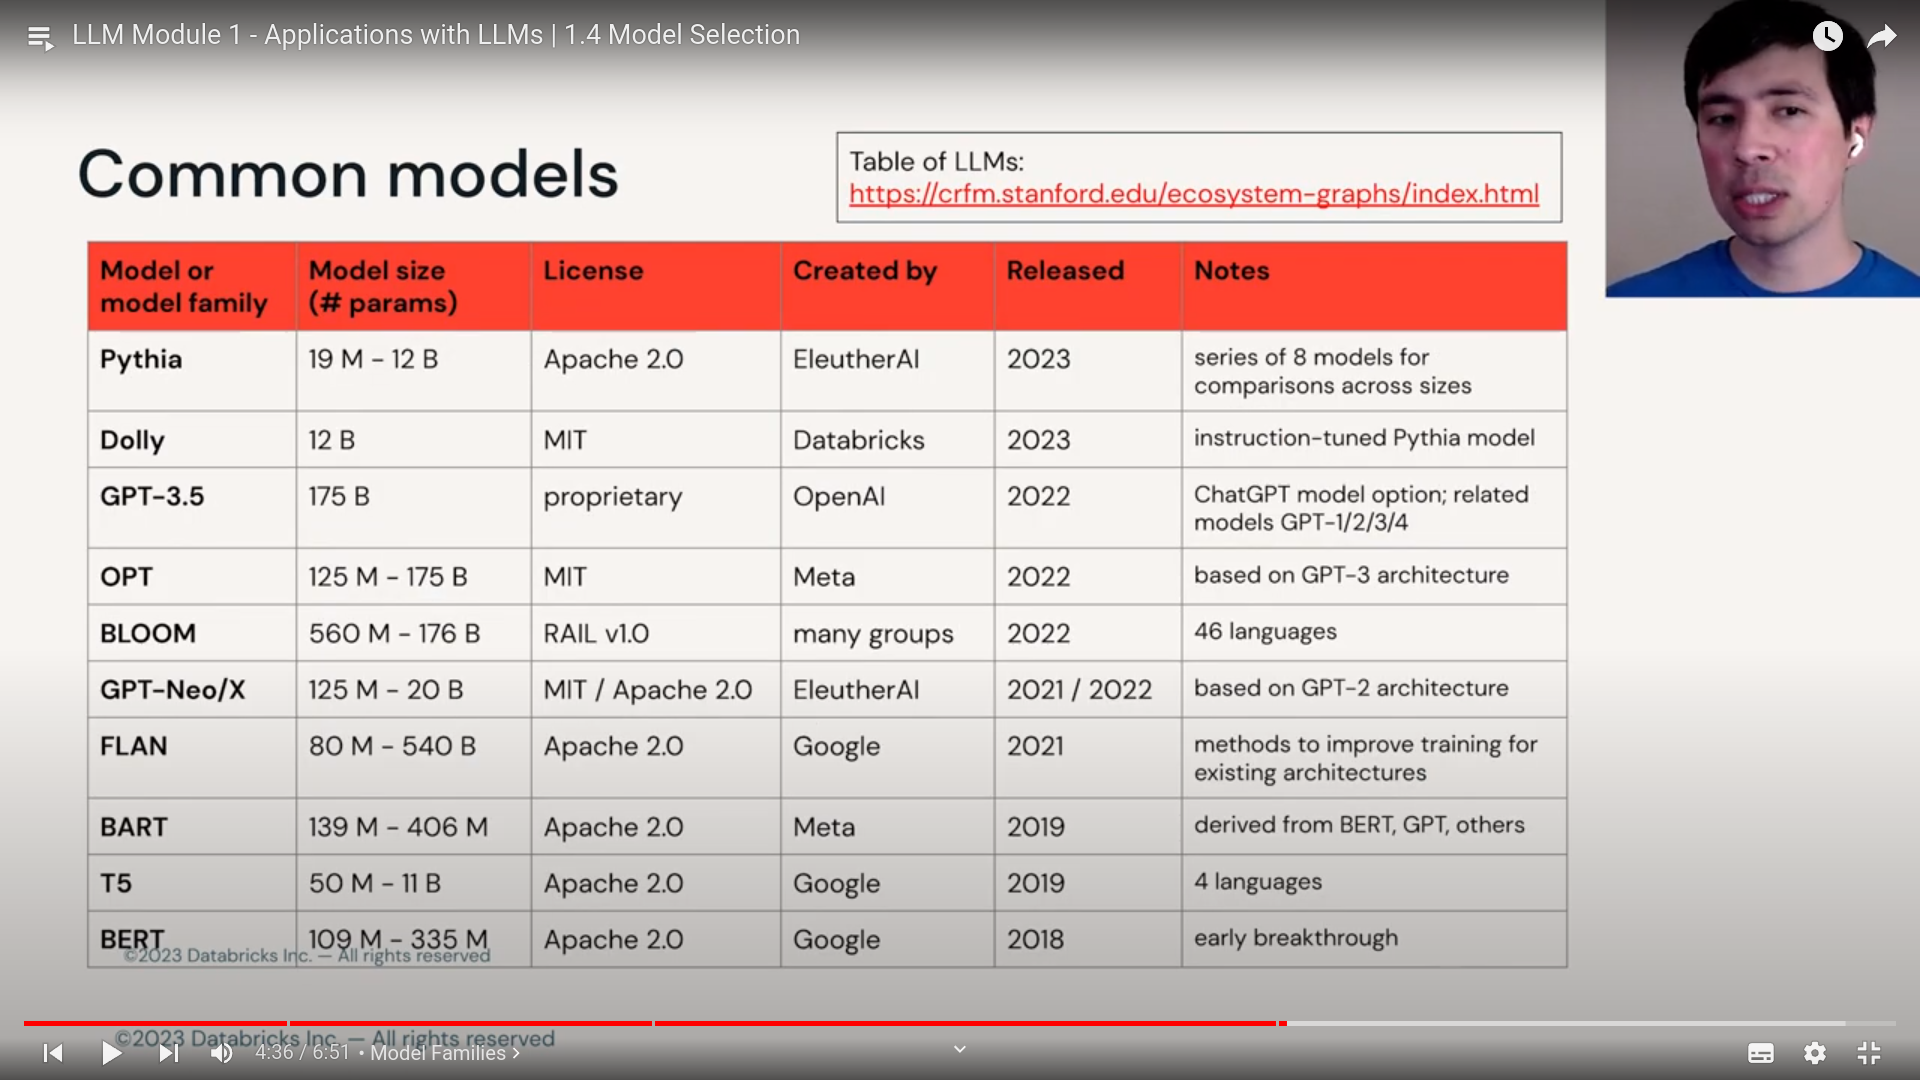 LLM Module 1 - Applications with LLMs | 1.4 Model Selection
Common models
Table of LLMs:
https://crfm.stanford.edu/ecosystem-graphs/index.html
Model or model family | Model size (# params) | License | Created by | Released | Notes
Pythia | 19 M – 12 B | Apache 2.0 | EleutherAI | 2023 | series of 8 models for comparisons across sizes
Dolly | 12 B | MIT | Databricks | 2023 | instruction-tuned Pythia model
GPT-3.5 | 175 B | proprietary | OpenAI | 2022 | ChatGPT model option; related models GPT-1/2/3/4
OPT | 125 M – 175 B | MIT | Meta | 2022 | based on GPT-3 architecture
BLOOM | 560 M – 176 B | RAIL v1.0 | many groups | 2022 | 46 languages
GPT-Neo/X | 125 M – 20 B | MIT / Apache 2.0 | EleutherAI | 2021 / 2022 | based on GPT-2 architecture
FLAN | 80 M – 540 B | Apache 2.0 | Google | 2021 | methods to improve training for existing architectures
BART | 139 M – 406 M | Apache 2.0 | Meta | 2019 | derived from BERT, GPT, others
T5 | 50 M – 11 B | Apache 2.0 | Google | 2019 | 4 languages
BERT | 109 M – 335 M | Apache 2.0 | Google | 2018 | early breakthrough
©2023 Databricks Inc. — All rights reserved
©2023 Databricks Inc. — All rights reserved
4:36 / 6:51 • Model Families >